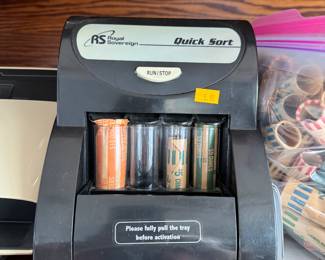 RS Royal
Sovereign
Quick Sort
RUN/STOP
Please fully pull the tray
before activation